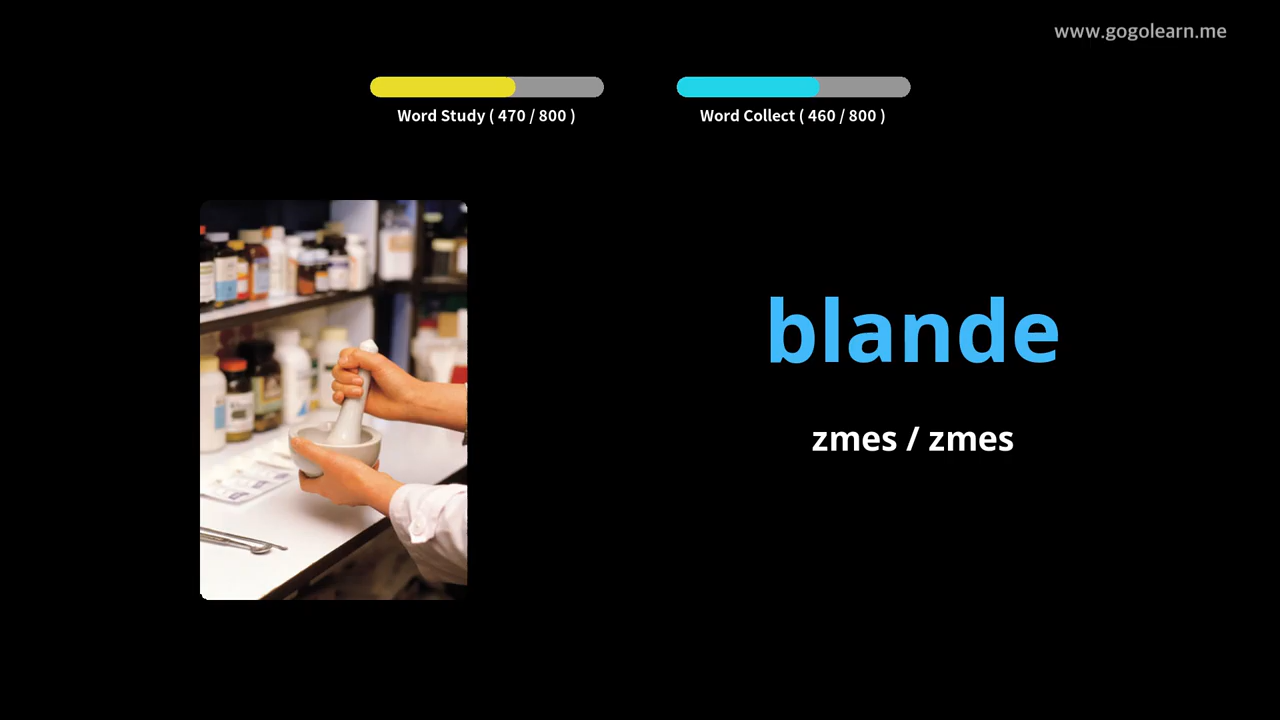 www.gogolearn.me
Word Study ( 470 / 800 )
Word Collect ( 460 / 800 )
blande
zmes / zmes